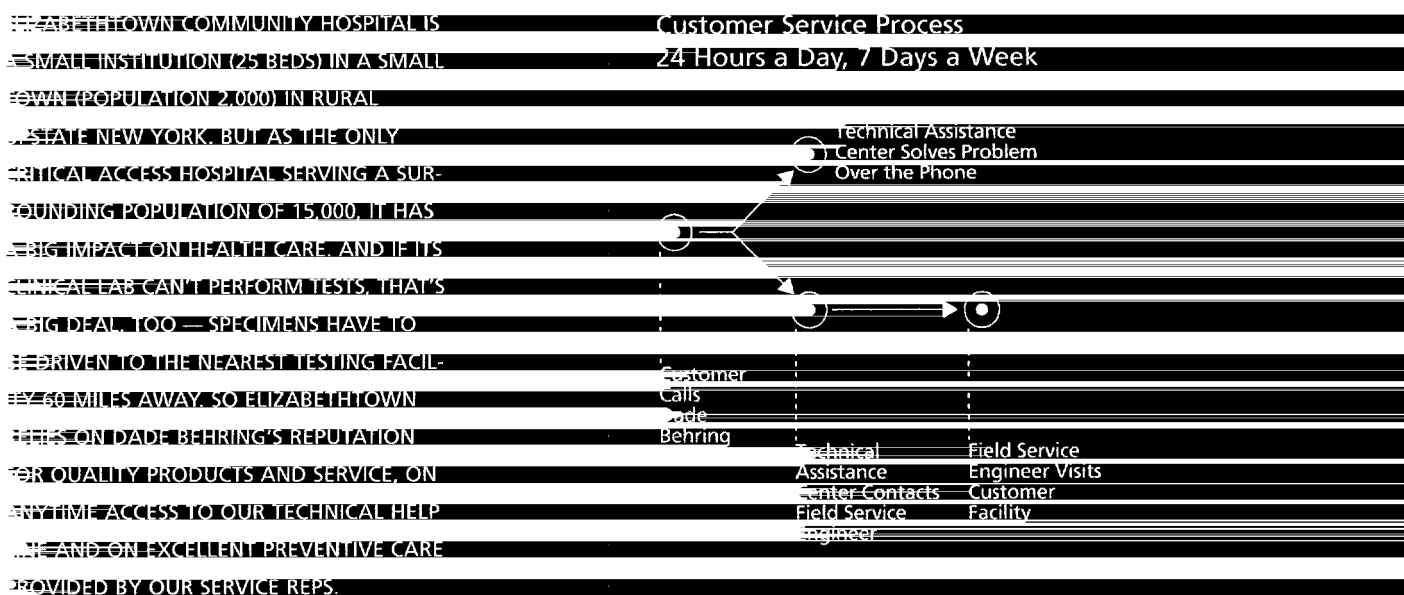 ELIZABETHTOWN COMMUNITY HOSPITAL IS
A SMALL INSTITUTION (25 BEDS) IN A SMALL
TOWN (POPULATION 2,000) IN RURAL
UPSTATE NEW YORK. BUT AS THE ONLY
CRITICAL ACCESS HOSPITAL SERVING A SUR-
ROUNDING POPULATION OF 15,000, IT HAS
A BIG IMPACT ON HEALTH CARE. AND IF ITS
CLINICAL LAB CAN'T PERFORM TESTS, THAT'S
A BIG DEAL, TOO — SPECIMENS HAVE TO
BE DRIVEN TO THE NEAREST TESTING FACIL-
ITY 60 MILES AWAY. SO ELIZABETHTOWN
RELIES ON DADE BEHRING'S REPUTATION
FOR QUALITY PRODUCTS AND SERVICE, ON
ANYTIME ACCESS TO OUR TECHNICAL HELP
LINE AND ON EXCELLENT PREVENTIVE CARE
PROVIDED BY OUR SERVICE REPS.
Customer Service Process
24 Hours a Day, 7 Days a Week
Technical Assistance
Center Solves Problem
Over the Phone
Customer
Calls
Dade
Behring
Technical
Assistance
Center Contacts
Field Service
Engineer
Field Service
Engineer Visits
Customer
Facility